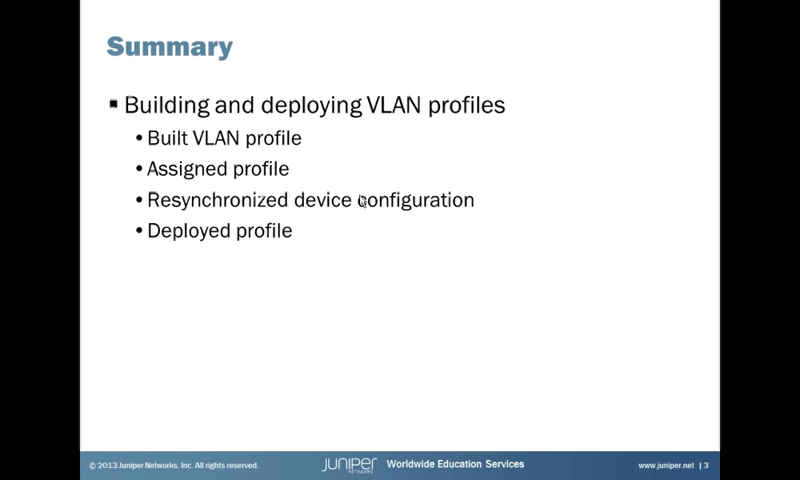 Summary
▪ Building and deploying VLAN profiles
• Built VLAN profile
• Assigned profile
• Resynchronized device configuration
• Deployed profile
© 2013 Juniper Networks, Inc. All rights reserved. JUNIPER NETWORKS Worldwide Education Services www.juniper.net | 3